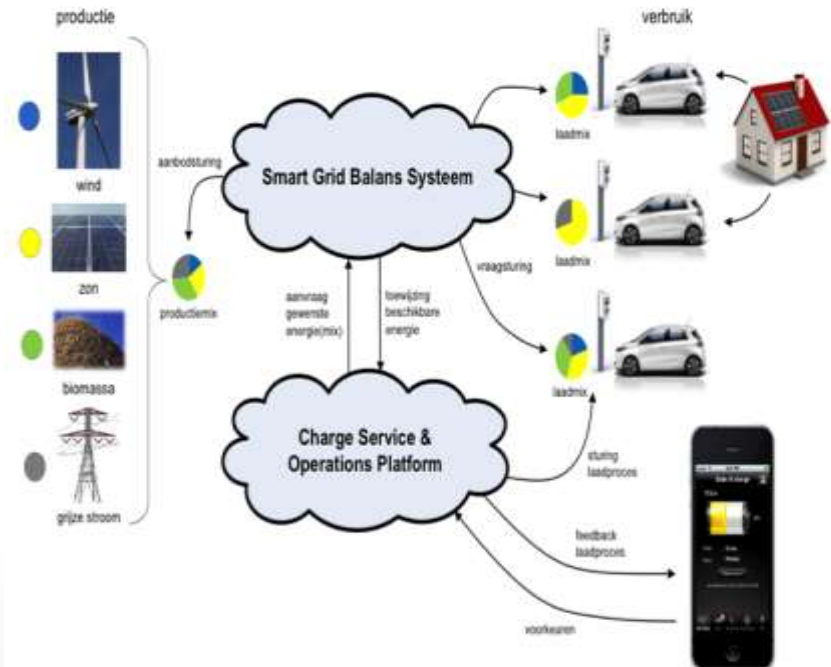 productie
verbruik
wind
zon
biomassa
grijze stroom
aanbodsturing
productiemix
Smart Grid Balans Systeem
laadmix
laadmix
vraagsturing
laadmix
aanvraag
gewenste
energie(mix)
toewijzing
beschikbare
energie
Charge Service &
Operations Platform
sturing
laadproces
feedback
laadproces
voorkeuren